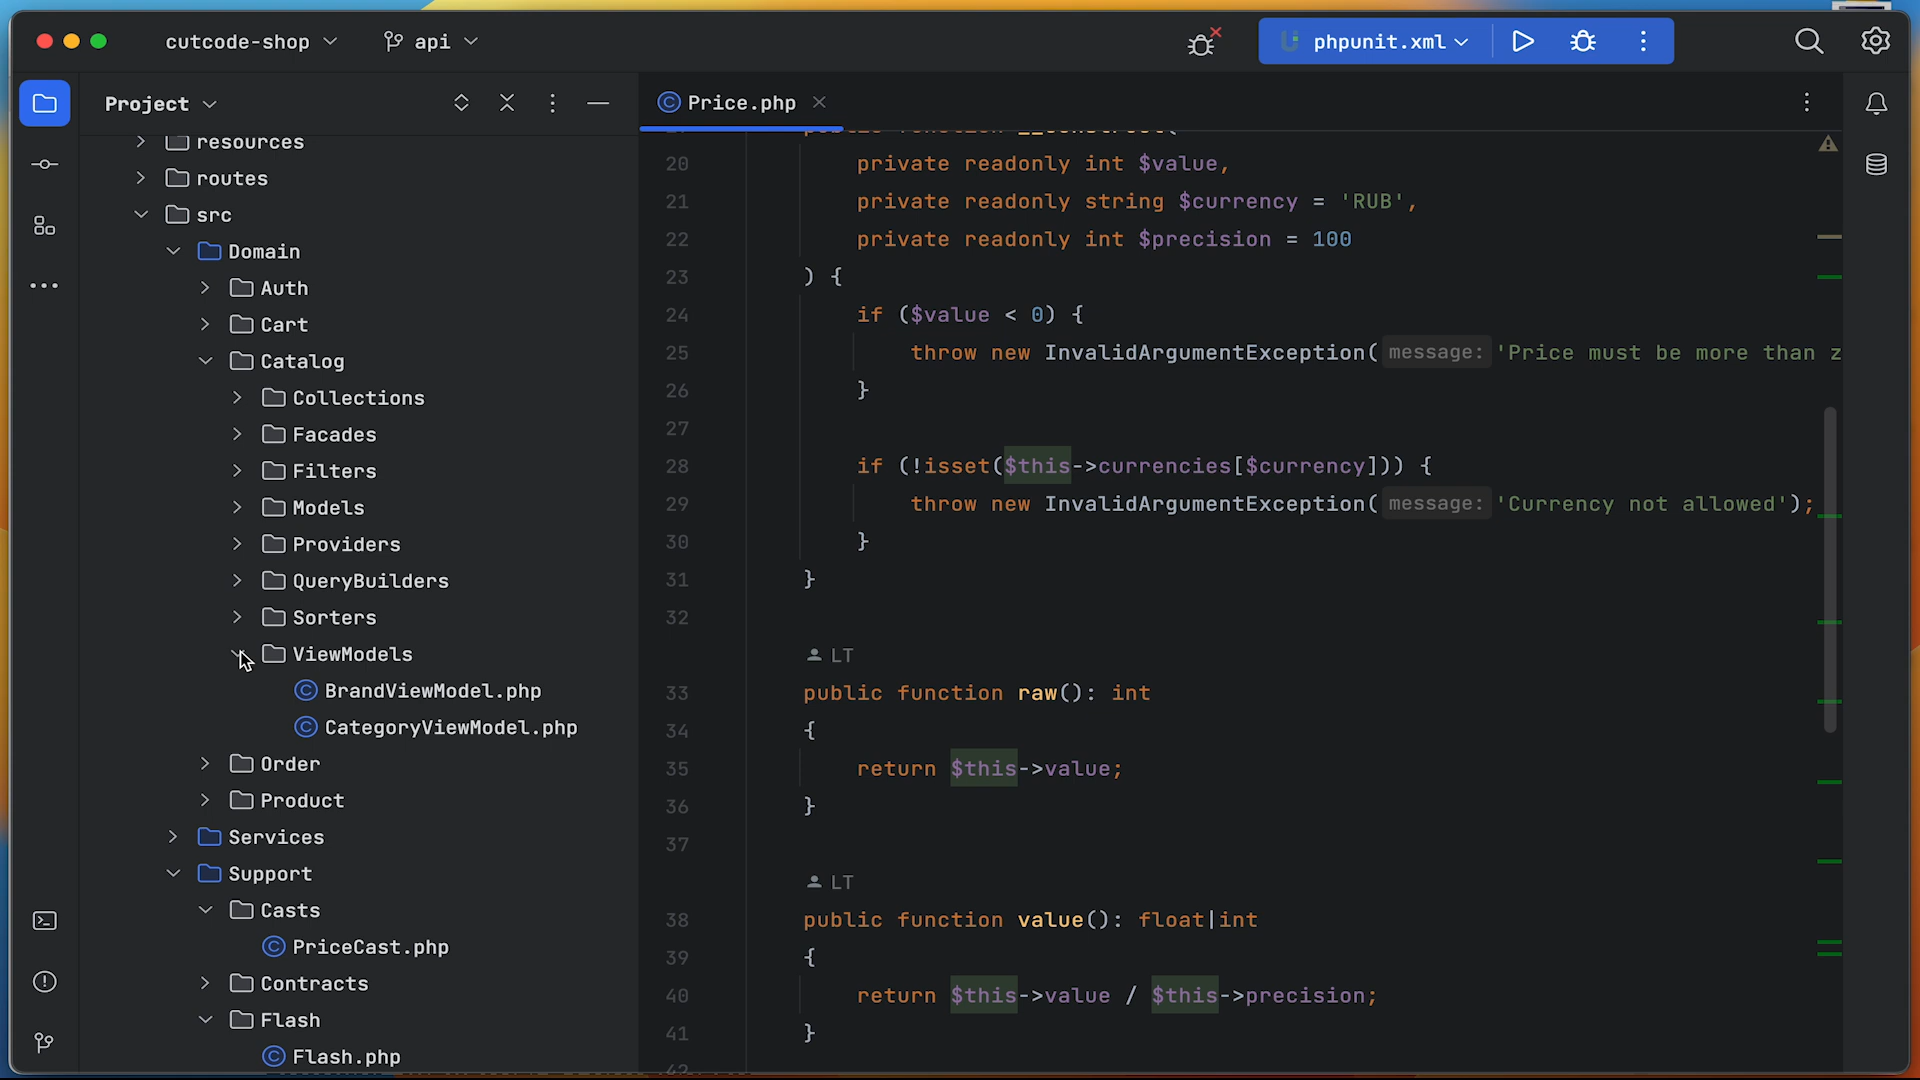 cutcode-shop
api
phpunit.xml
Project
Price.php
resources
routes
src
Domain
Auth
Cart
Catalog
Collections
Facades
Filters
Models
Providers
QueryBuilders
Sorters
ViewModels
BrandViewModel.php
CategoryViewModel.php
Order
Product
Services
Support
Casts
PriceCast.php
Contracts
Flash
Flash.php
20 private readonly int $value,
21 private readonly string $currency = 'RUB',
22 private readonly int $precision = 100
23 ) {
24 if ($value < 0) {
25 throw new InvalidArgumentException( message: 'Price must be more than z
26 }
27
28 if (!isset($this->currencies[$currency])) {
29 throw new InvalidArgumentException( message: 'Currency not allowed');
30 }
31 }
32
LT
33 public function raw(): int
34 {
35 return $this->value;
36 }
37
LT
38 public function value(): float|int
39 {
40 return $this->value / $this->precision;
41 }
42